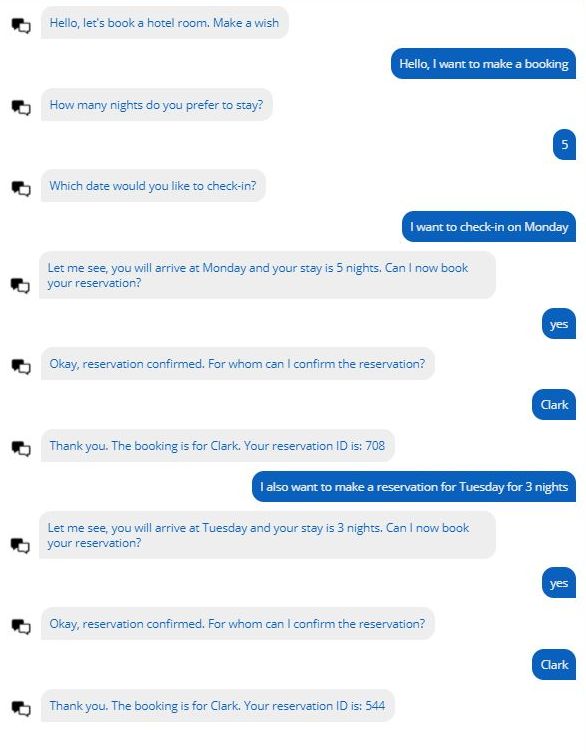 Hello, let's book a hotel room. Make a wish
Hello, I want to make a booking
How many nights do you prefer to stay?
5
Which date would you like to check-in?
I want to check-in on Monday
Let me see, you will arrive at Monday and your stay is 5 nights. Can I now book
your reservation?
yes
Okay, reservation confirmed. For whom can I confirm the reservation?
Clark
Thank you. The booking is for Clark. Your reservation ID is: 708
I also want to make a reservation for Tuesday for 3 nights
Let me see, you will arrive at Tuesday and your stay is 3 nights. Can I now book
your reservation?
yes
Okay, reservation confirmed. For whom can I confirm the reservation?
Clark
Thank you. The booking is for Clark. Your reservation ID is: 544